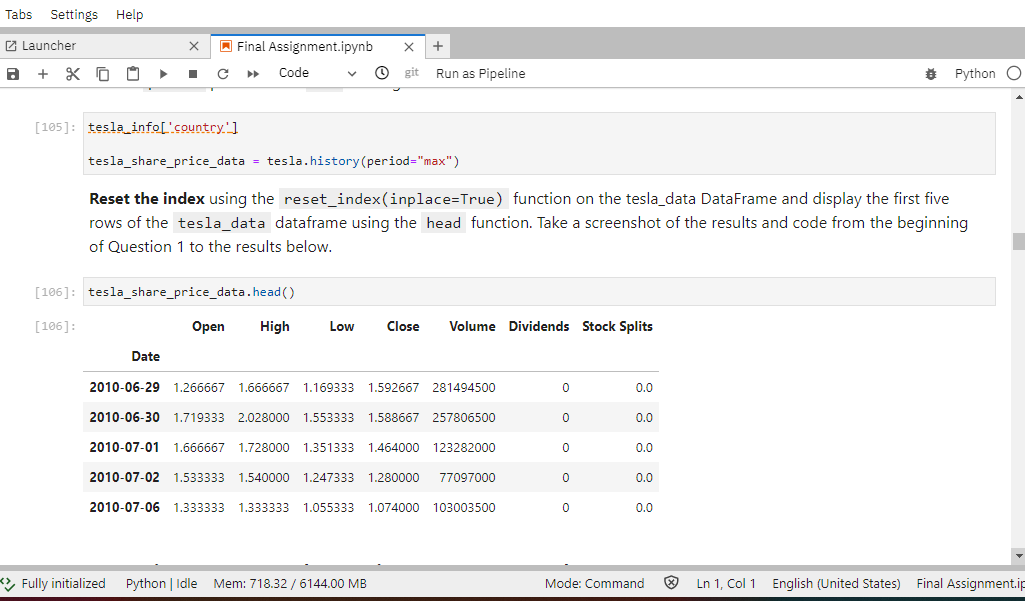 Tabs Settings Help
Launcher Final Assignment.ipynb
Code git Run as Pipeline Python
[105]: tesla_info['country']
tesla_share_price_data = tesla.history(period="max")
Reset the index using the reset_index(inplace=True) function on the tesla_data DataFrame and display the first five
rows of the tesla_data dataframe using the head function. Take a screenshot of the results and code from the beginning
of Question 1 to the results below.
[106]: tesla_share_price_data.head()
[106]: Open High Low Close Volume Dividends Stock Splits
Date
2010-06-29 1.266667 1.666667 1.169333 1.592667 281494500 0 0.0
2010-06-30 1.719333 2.028000 1.553333 1.588667 257806500 0 0.0
2010-07-01 1.666667 1.728000 1.351333 1.464000 123282000 0 0.0
2010-07-02 1.533333 1.540000 1.247333 1.280000 77097000 0 0.0
2010-07-06 1.333333 1.333333 1.055333 1.074000 103003500 0 0.0
Fully initialized Python | Idle Mem: 718.32 / 6144.00 MB Mode: Command Ln 1, Col 1 English (United States) Final Assignment.ip